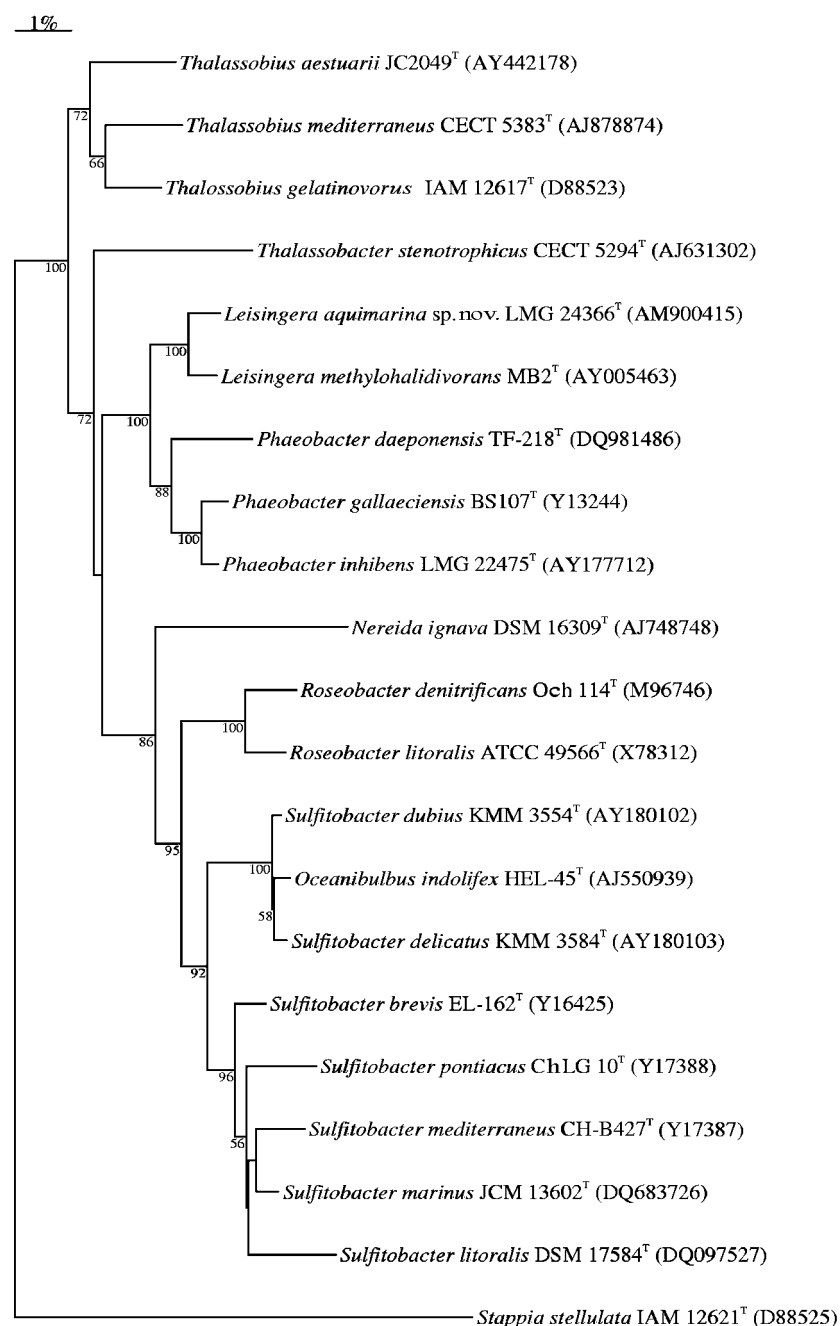 1%
Thalassobius aestuarii JC2049ᵀ (AY442178)
72
Thalassobius mediterraneus CECT 5383ᵀ (AJ878874)
66
Thalossobius gelatinovorus IAM 12617ᵀ (D88523)
Thalassobacter stenotrophicus CECT 5294ᵀ (AJ631302)
100
Leisingera aquimarina sp. nov. LMG 24366ᵀ (AM900415)
100
Leisingera methylohalidivorans MB2ᵀ (AY005463)
72
100
Phaeobacter daeponensis TF-218ᵀ (DQ981486)
88
Phaeobacter gallaeciensis BS107ᵀ (Y13244)
100
Phaeobacter inhibens LMG 22475ᵀ (AY177712)
Nereida ignava DSM 16309ᵀ (AJ748748)
Roseobacter denitrificans Och 114ᵀ (M96746)
100
86
Roseobacter litoralis ATCC 49566ᵀ (X78312)
Sulfitobacter dubius KMM 3554ᵀ (AY180102)
95
100
Oceanibulbus indolifex HEL-45ᵀ (AJ550939)
58
Sulfitobacter delicatus KMM 3584ᵀ (AY180103)
92
Sulfitobacter brevis EL-162ᵀ (Y16425)
Sulfitobacter pontiacus ChLG 10ᵀ (Y17388)
96
Sulfitobacter mediterraneus CH-B427ᵀ (Y17387)
56
Sulfitobacter marinus JCM 13602ᵀ (DQ683726)
Sulfitobacter litoralis DSM 17584ᵀ (DQ097527)
Stappia stellulata IAM 12621ᵀ (D88525)